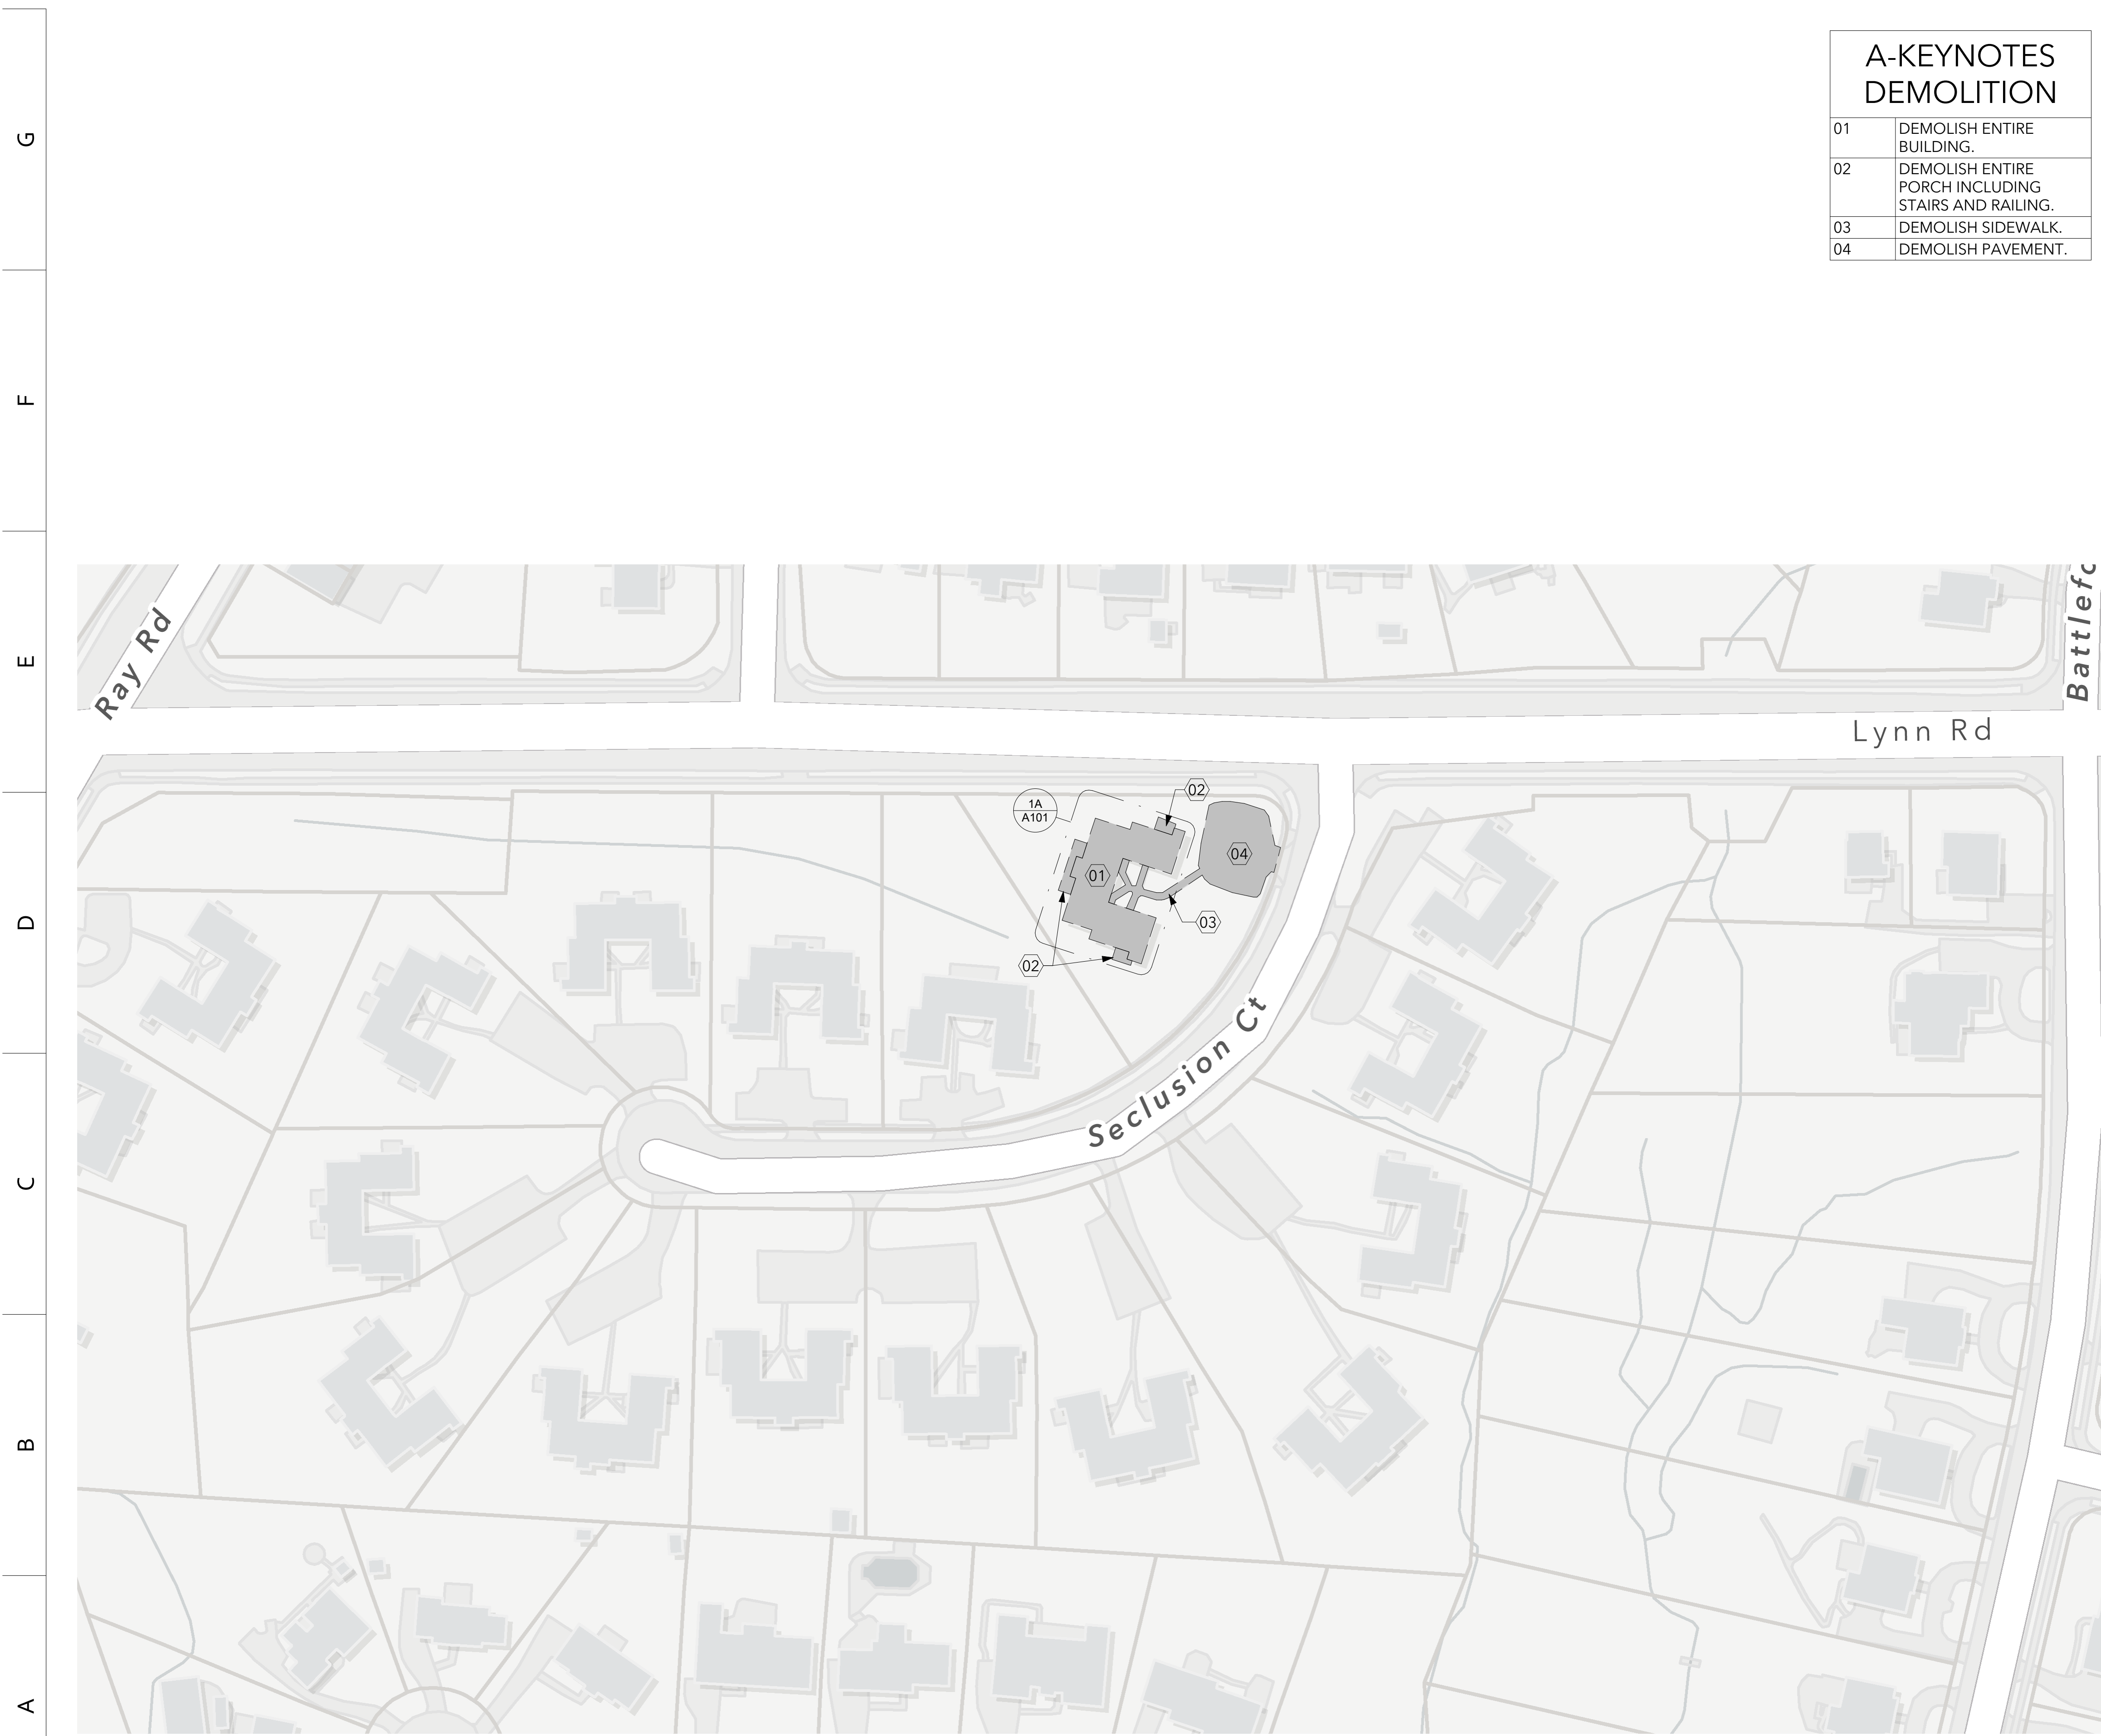 A-KEYNOTES
DEMOLITION
01 DEMOLISH ENTIRE
BUILDING.
02 DEMOLISH ENTIRE
PORCH INCLUDING
STAIRS AND RAILING.
03 DEMOLISH SIDEWALK.
04 DEMOLISH PAVEMENT.
G
F
E
D
C
B
A
Ray Rd
Battlefo
Lynn Rd
1A
A101
02
04
01
03
02
Seclusion Ct